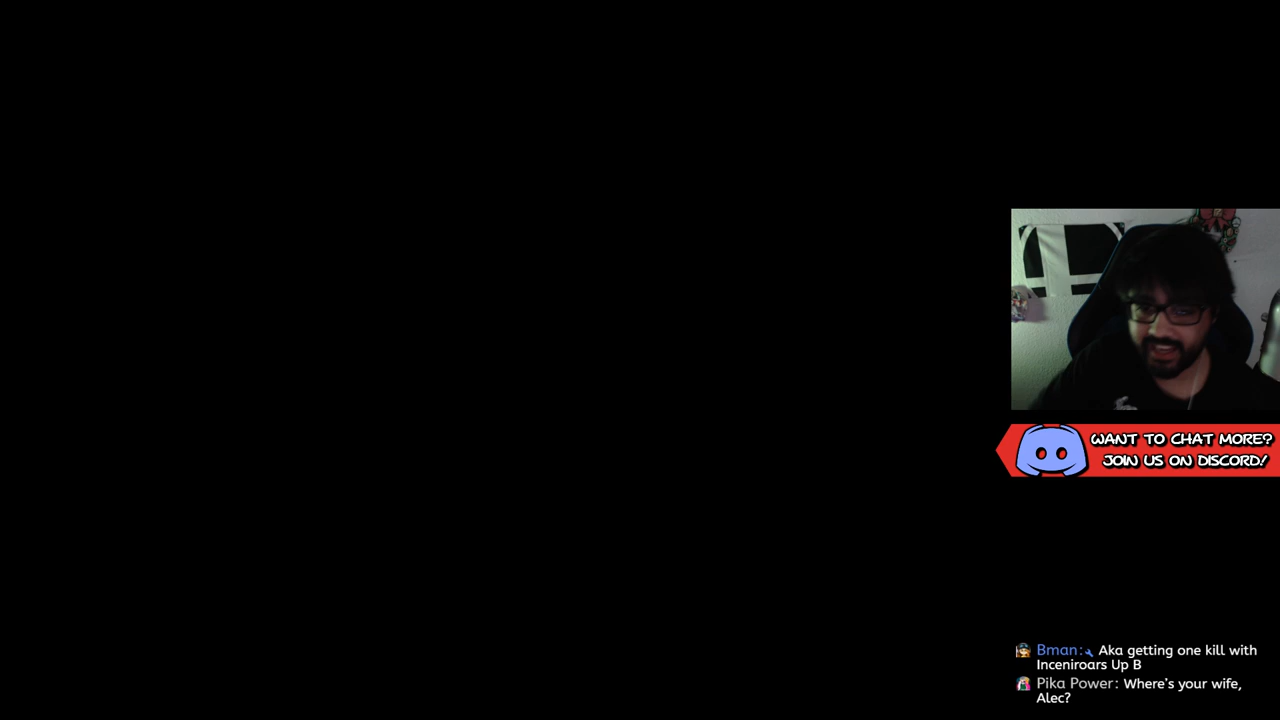 WANT TO CHAT MORE?
JOIN US ON DISCORD!
Bman: Aka getting one kill with
Inceniroars Up B
Pika Power: Where's your wife,
Alec?